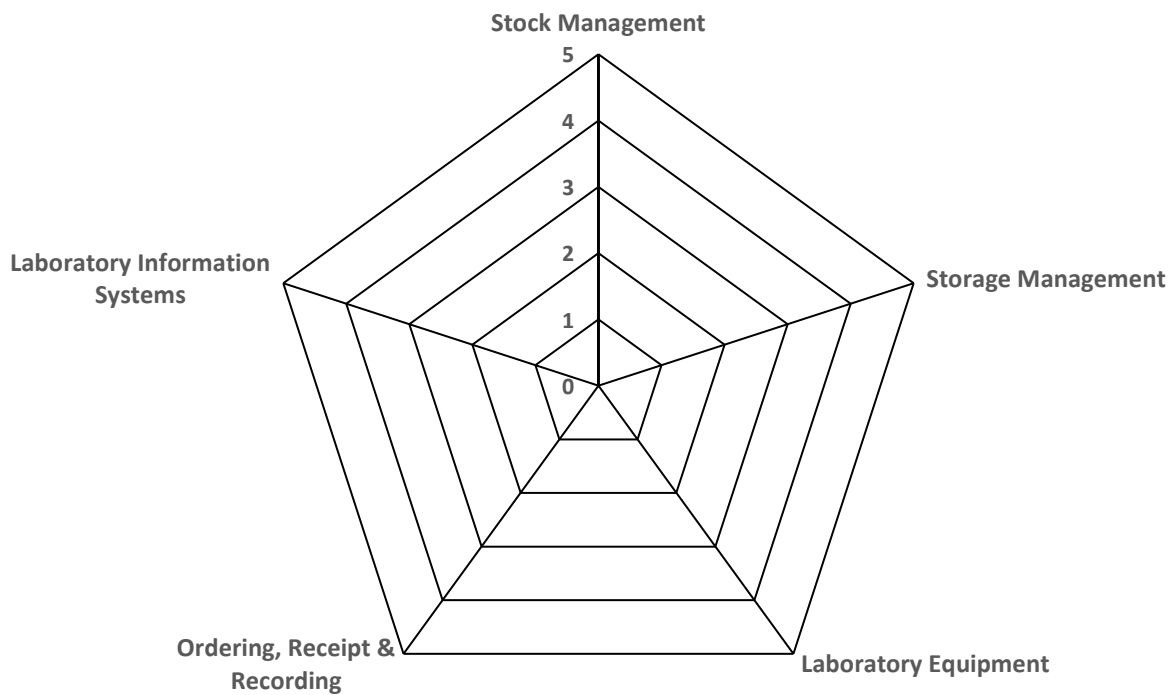 Stock Management
5
4
3
2
1
0
Laboratory Information
Systems
Storage Management
Ordering, Receipt &
Recording
Laboratory Equipment